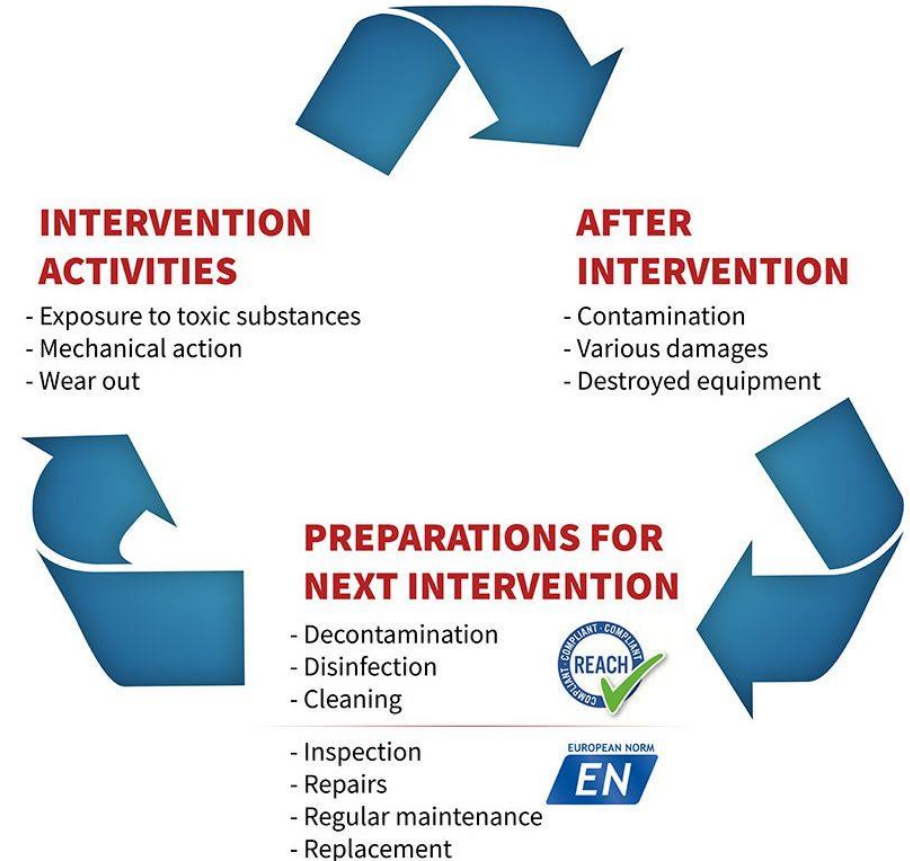 INTERVENTION
ACTIVITIES
- Exposure to toxic substances
- Mechanical action
- Wear out
AFTER
INTERVENTION
- Contamination
- Various damages
- Destroyed equipment
PREPARATIONS FOR
NEXT INTERVENTION
- Decontamination
- Disinfection
- Cleaning
COMPLIANT · COMPLIANT · COMPLIANT
REACH
- Inspection
- Repairs
- Regular maintenance
- Replacement
EUROPEAN NORM
EN